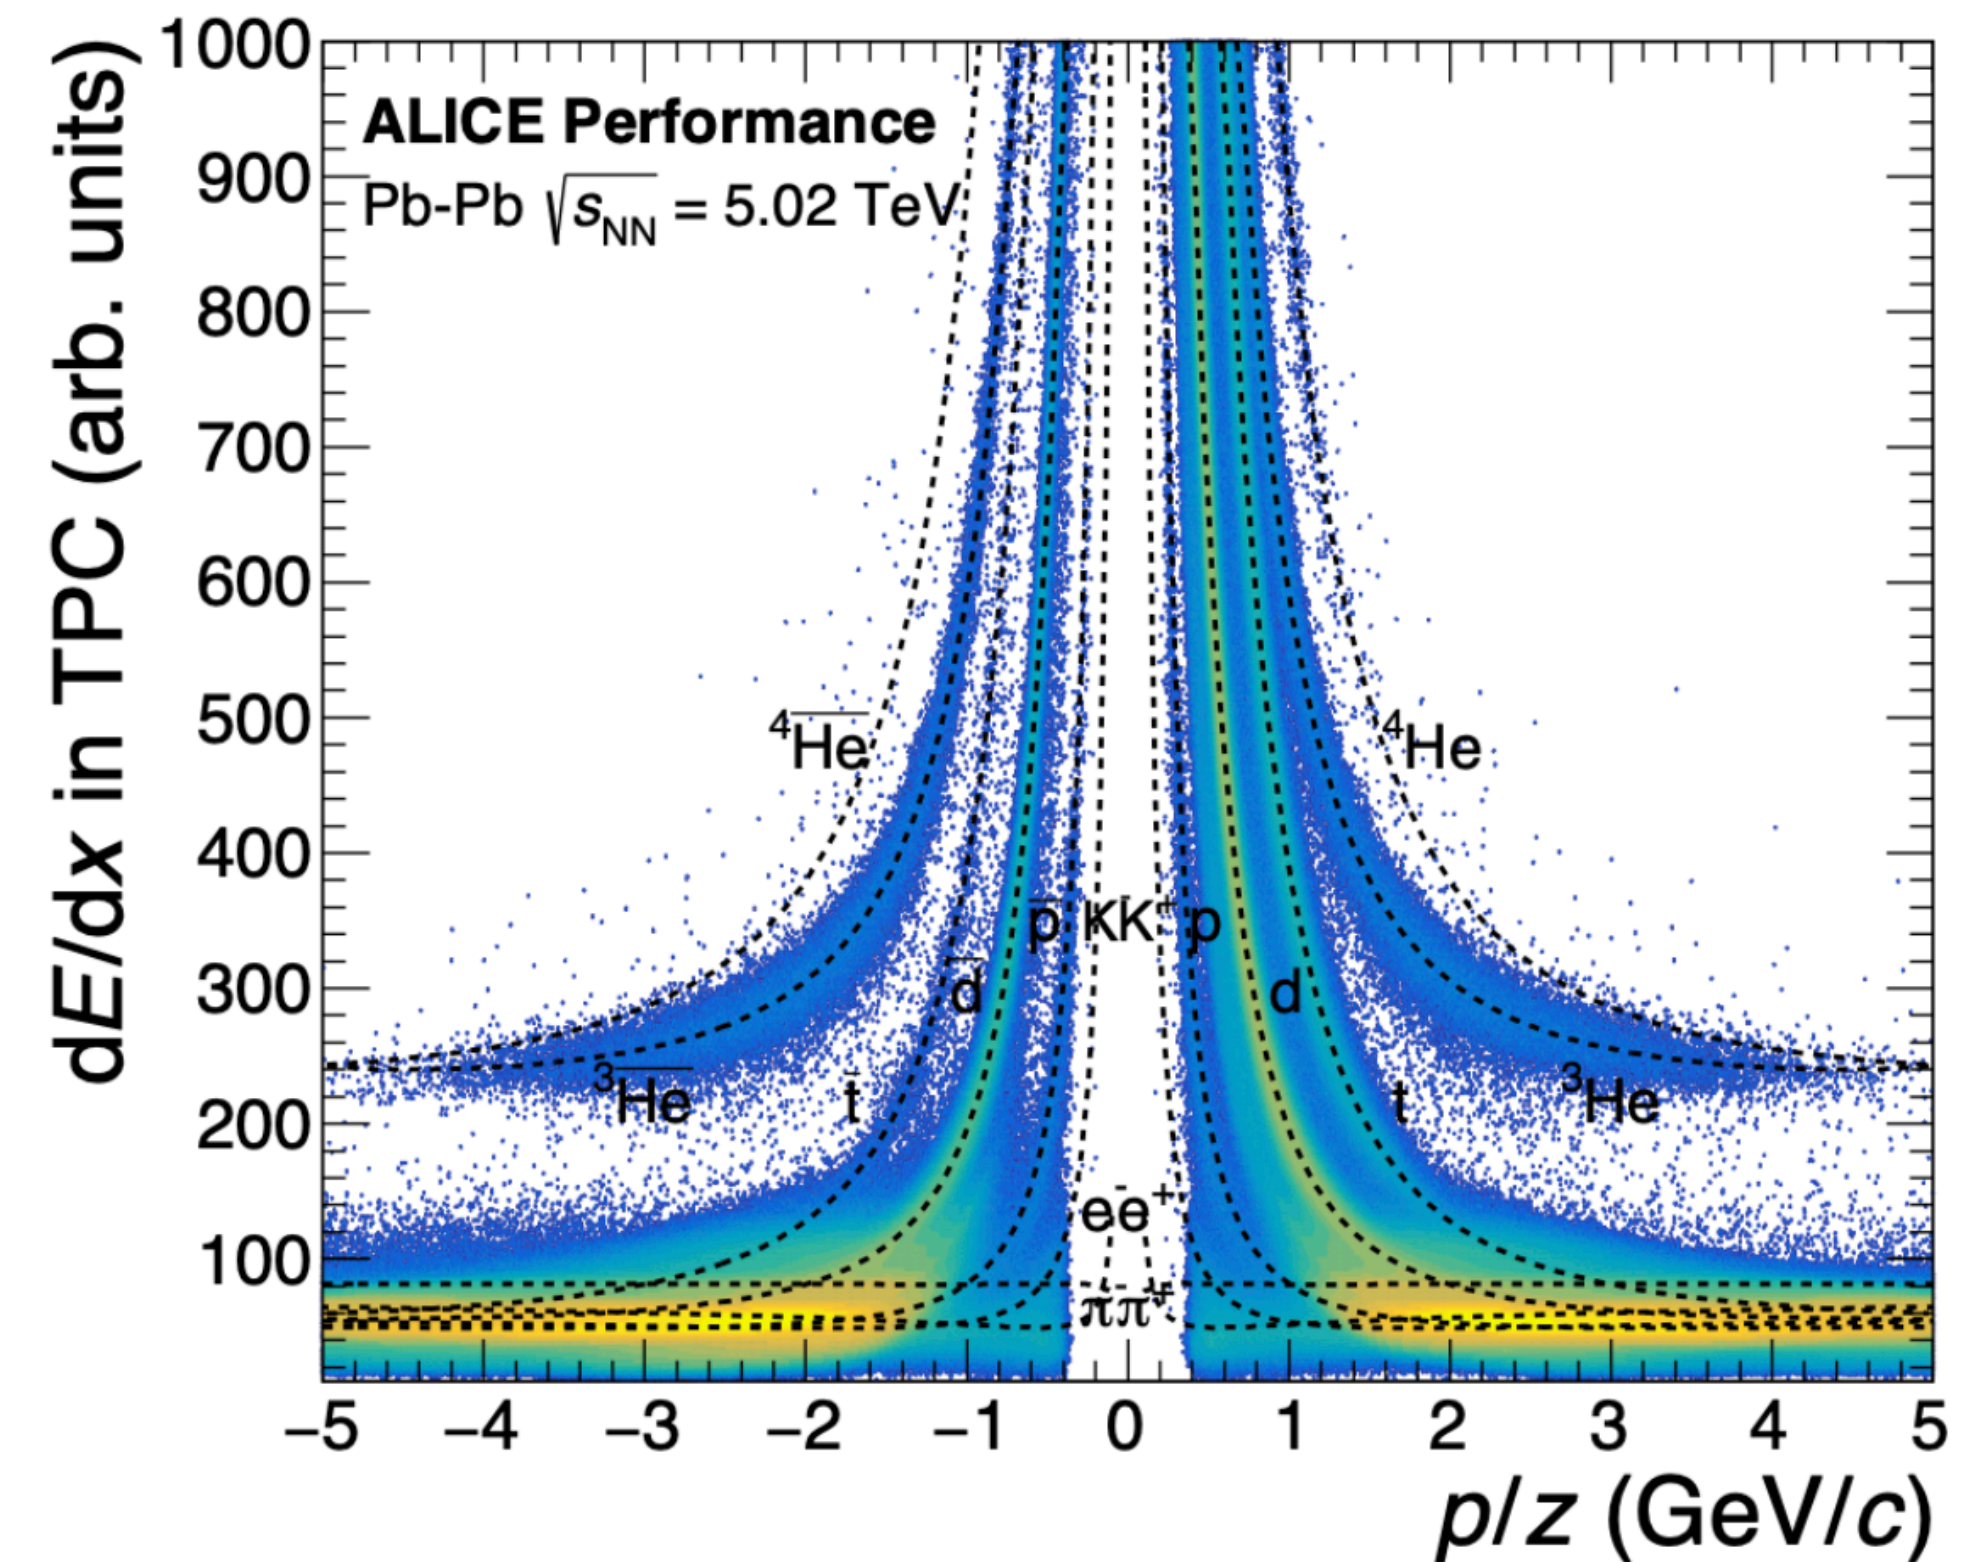 dE/dx in TPC (arb. units)
1000
900
800
700
600
500
400
300
200
100
ALICE Performance
Pb-Pb √sNN = 5.02 TeV
⁴H̅e̅
⁴He
p̅ K⁻ K⁺ p
d̅
d
³H̅e̅
t̅
t
³He
e⁻ e⁺
π⁻ π⁺
−5 −4 −3 −2 −1 0 1 2 3 4 5
p/z (GeV/c)